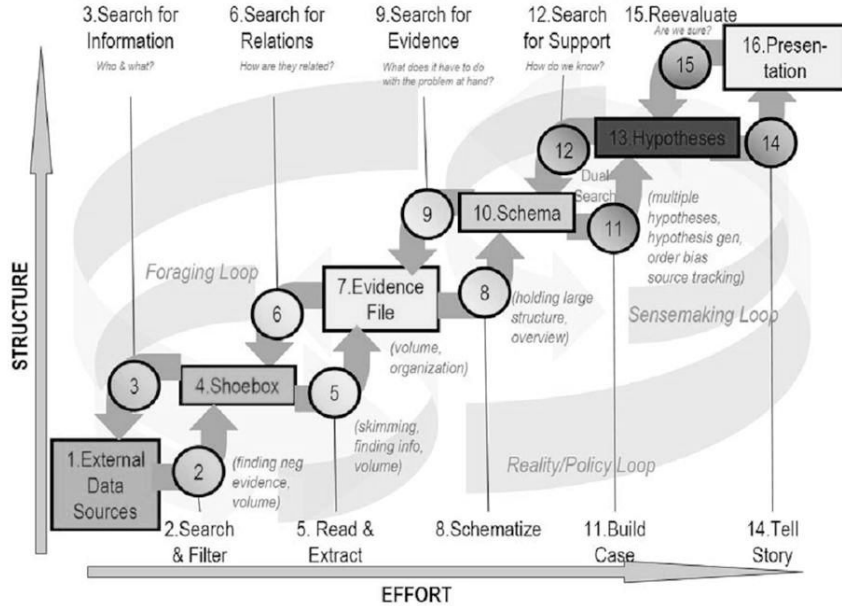 3.Search for
Information
Who & what?
6.Search for
Relations
How are they related?
9.Search for
Evidence
What does it have to do
with the problem at hand?
12.Search
for Support
How do we know?
15.Reevaluate
Are we sure?
15
16.Presen-
tation
12
13.Hypotheses
14
Dual
Search
9
10.Schema
11
(multiple
hypotheses,
hypothesis gen,
order bias
source tracking)
Foraging Loop
7.Evidence
File
8
(holding large
structure,
overview)
Sensemaking Loop
6
(volume,
organization)
3
4.Shoebox
5
(skimming,
finding info,
volume)
1.External
Data
Sources
2
(finding neg
evidence,
volume)
Reality/Policy Loop
2.Search
& Filter
5. Read &
Extract
8.Schematize
11.Build
Case
14.Tell
Story
STRUCTURE
EFFORT